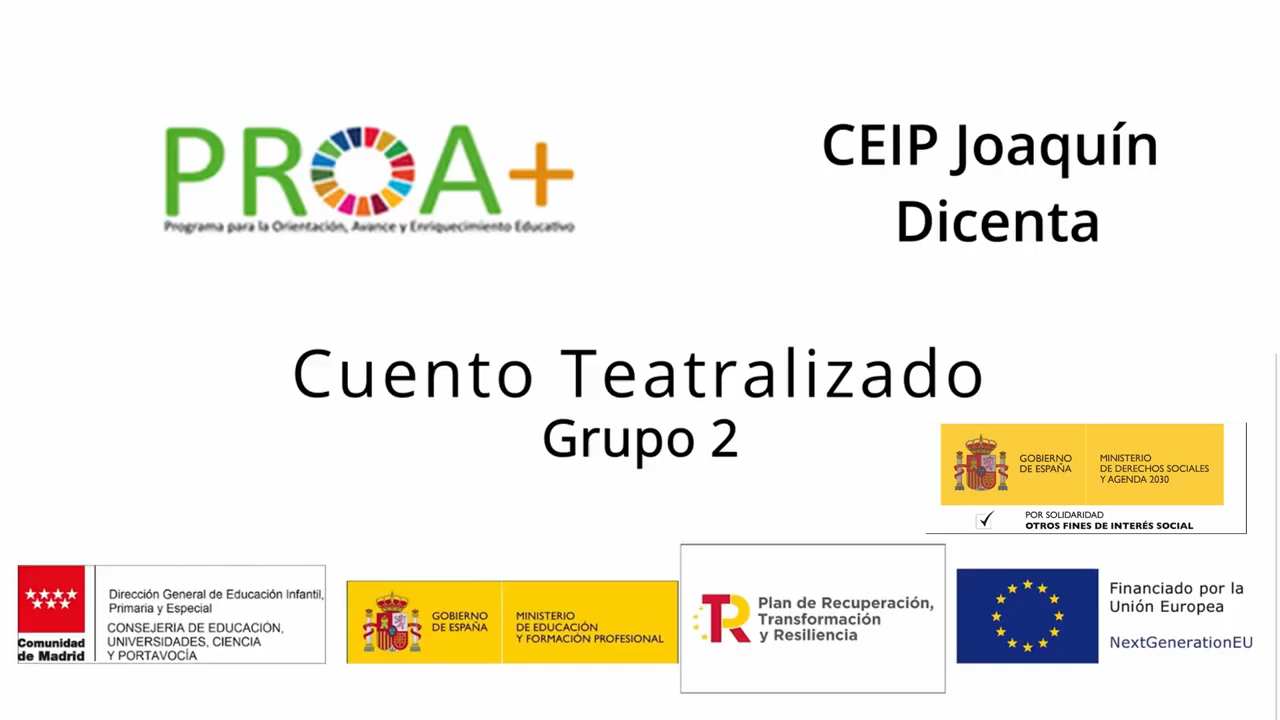 PROA+
Programa para la Orientación, Avance y Enriquecimiento Educativo
CEIP Joaquín
Dicenta
Cuento Teatralizado
Grupo 2
GOBIERNO
DE ESPAÑA
MINISTERIO
DE DERECHOS SOCIALES
Y AGENDA 2030
POR SOLIDARIDAD
OTROS FINES DE INTERÉS SOCIAL
Comunidad
de Madrid
Dirección General de Educación Infantil,
Primaria y Especial
CONSEJERIA DE EDUCACIÓN,
UNIVERSIDADES, CIENCIA
Y PORTAVOCÍA
GOBIERNO
DE ESPAÑA
MINISTERIO
DE EDUCACIÓN
Y FORMACIÓN PROFESIONAL
TR
Plan de Recuperación,
Transformación
y Resiliencia
Financiado por la
Unión Europea
NextGenerationEU